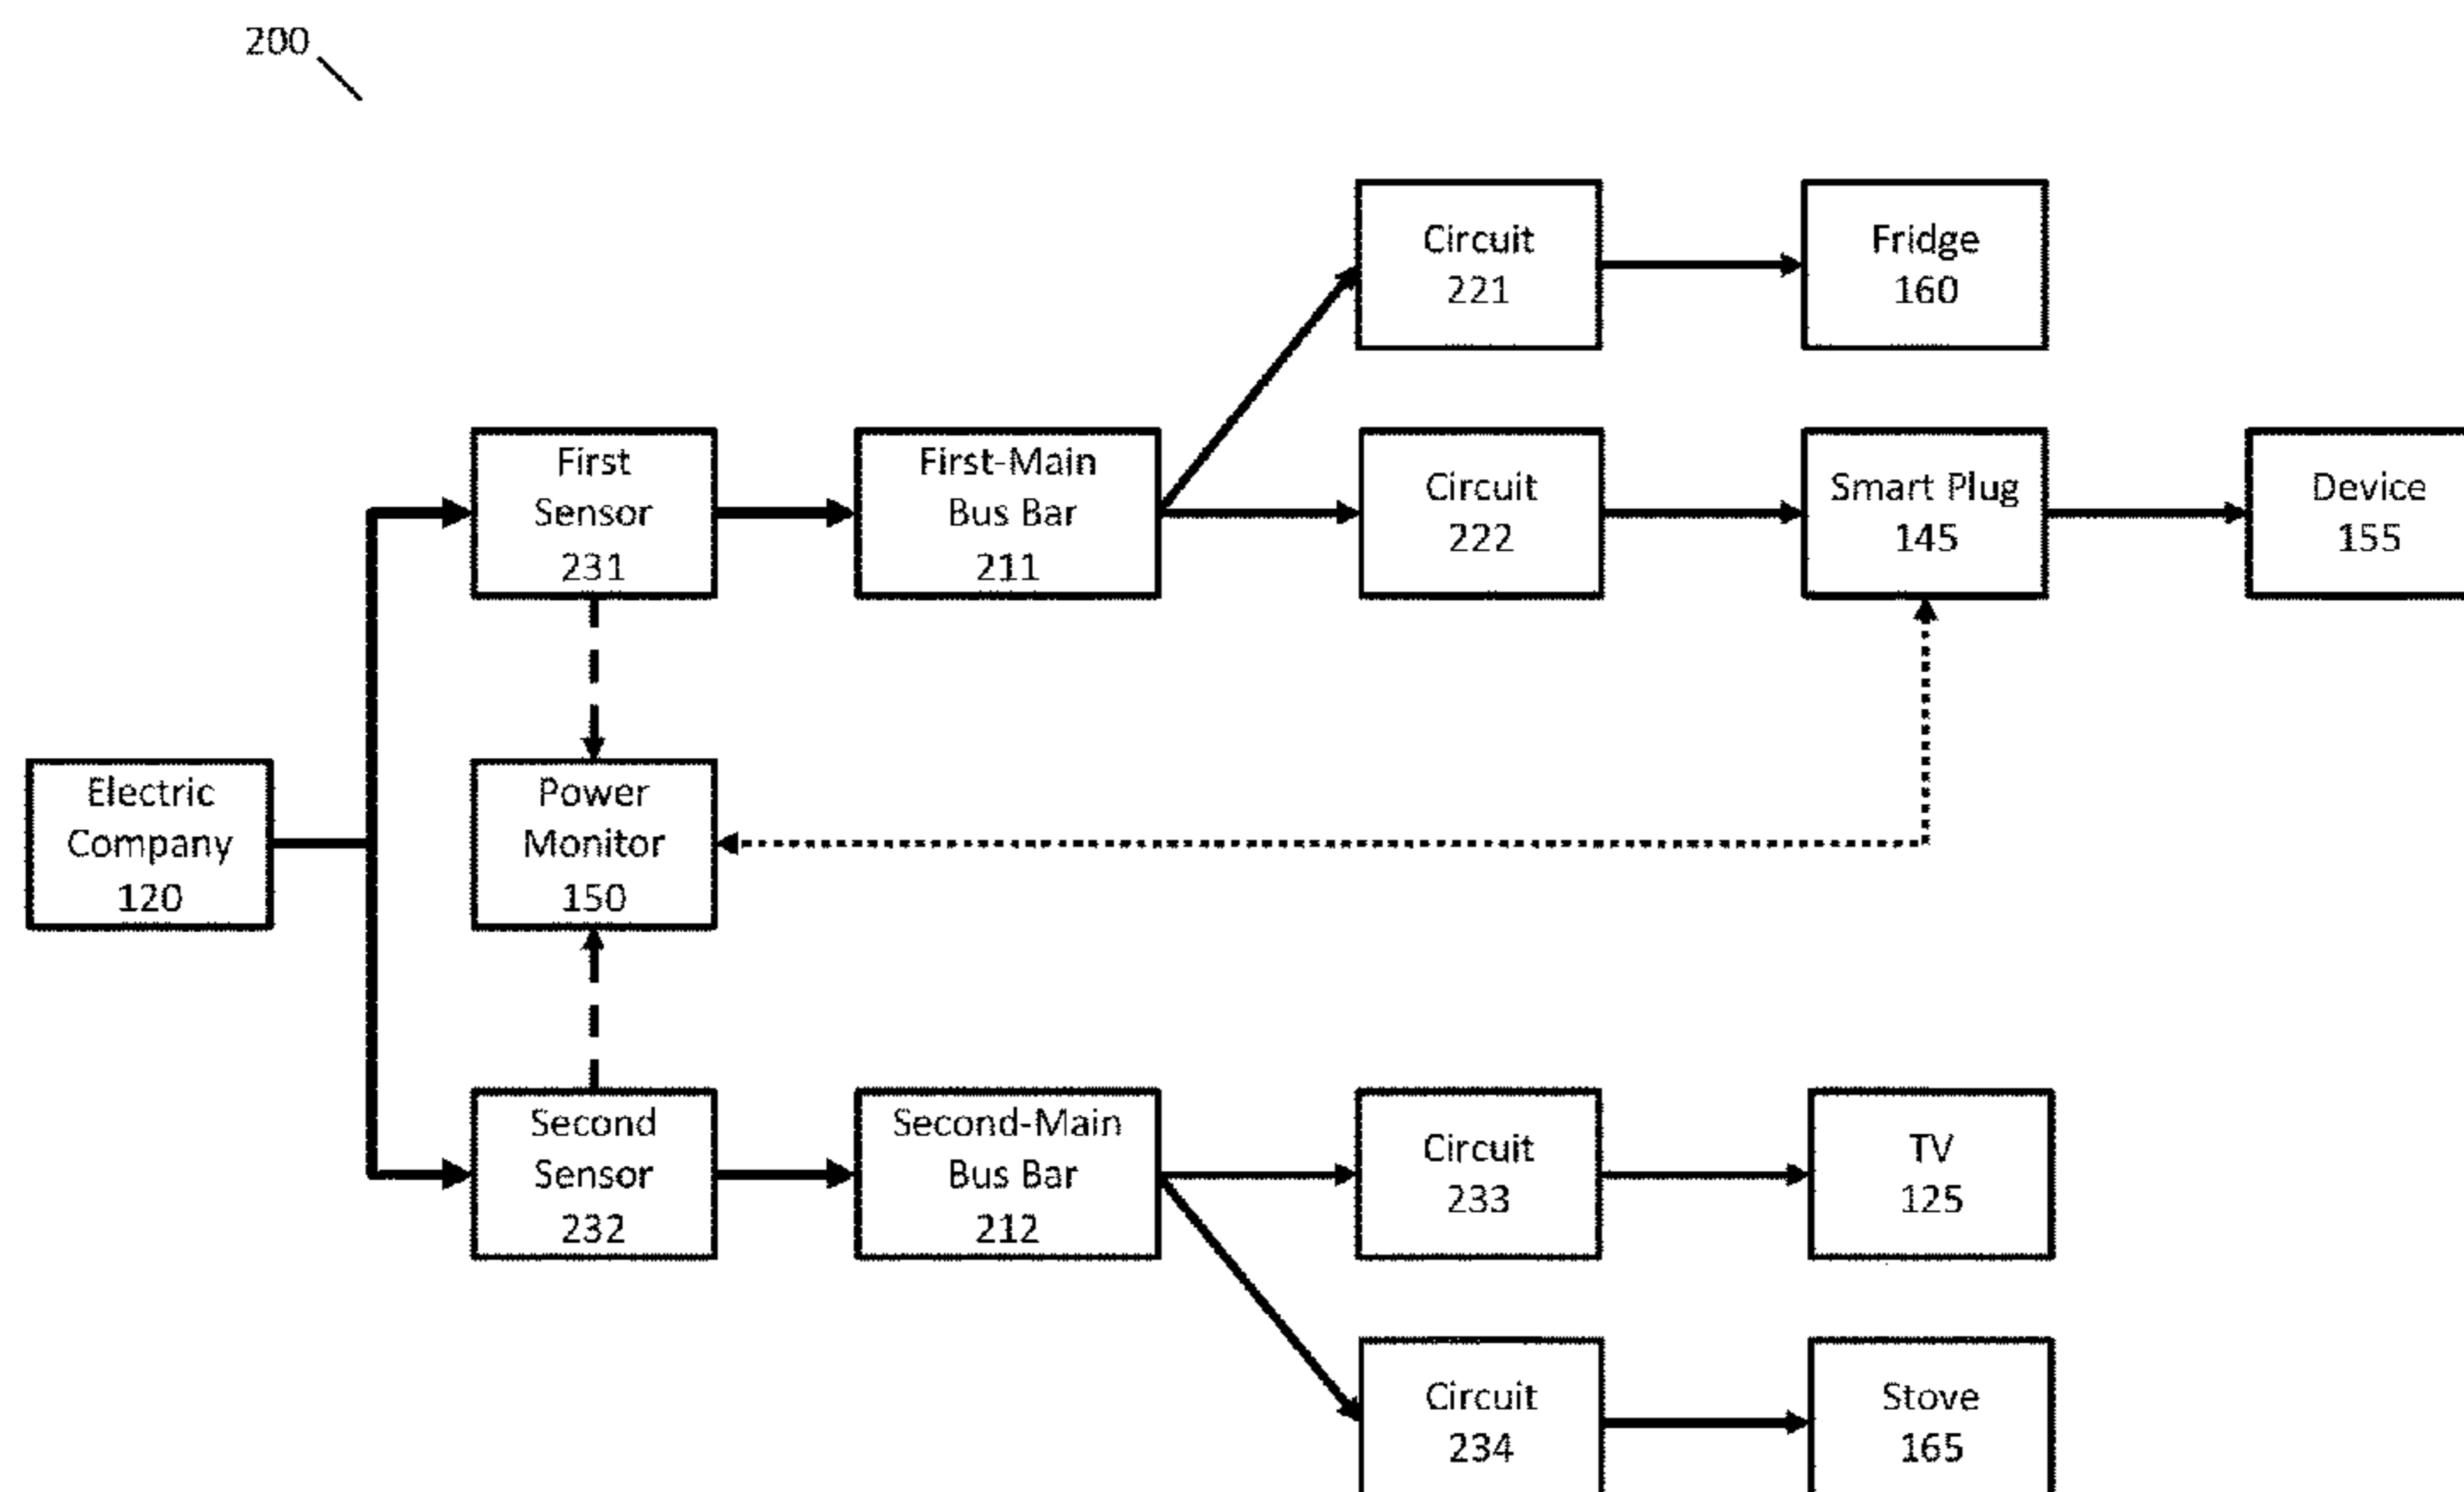 200
Circuit
221
Fridge
160
First
Sensor
231
First-Main
Bus Bar
211
Circuit
222
Smart Plug
145
Device
155
Electric
Company
120
Power
Monitor
150
Second
Sensor
232
Second-Main
Bus Bar
212
Circuit
233
TV
125
Circuit
234
Stove
165